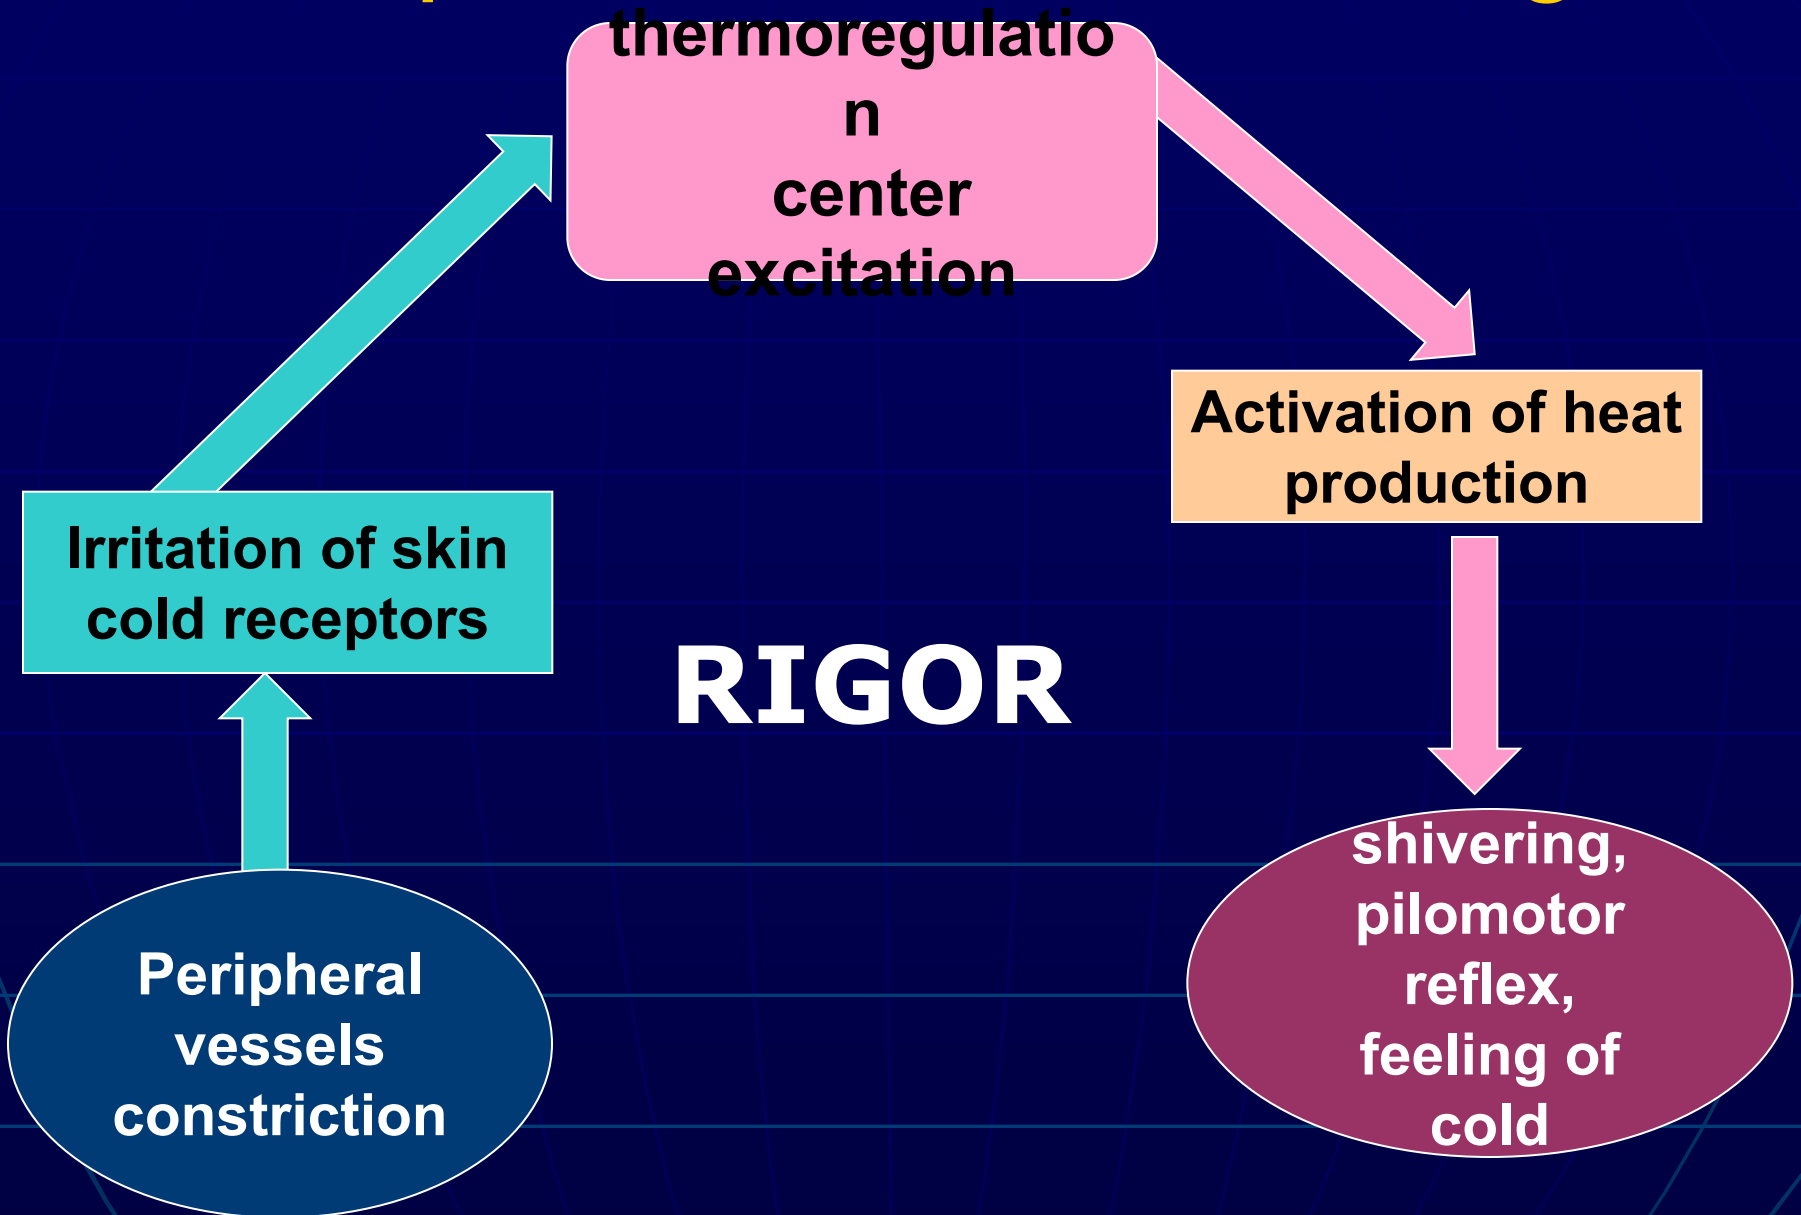 thermoregulatio
n
center
excitation
Activation of heat
production
Irritation of skin
cold receptors
RIGOR
shivering,
pilomotor
reflex,
feeling of
cold
Peripheral
vessels
constriction